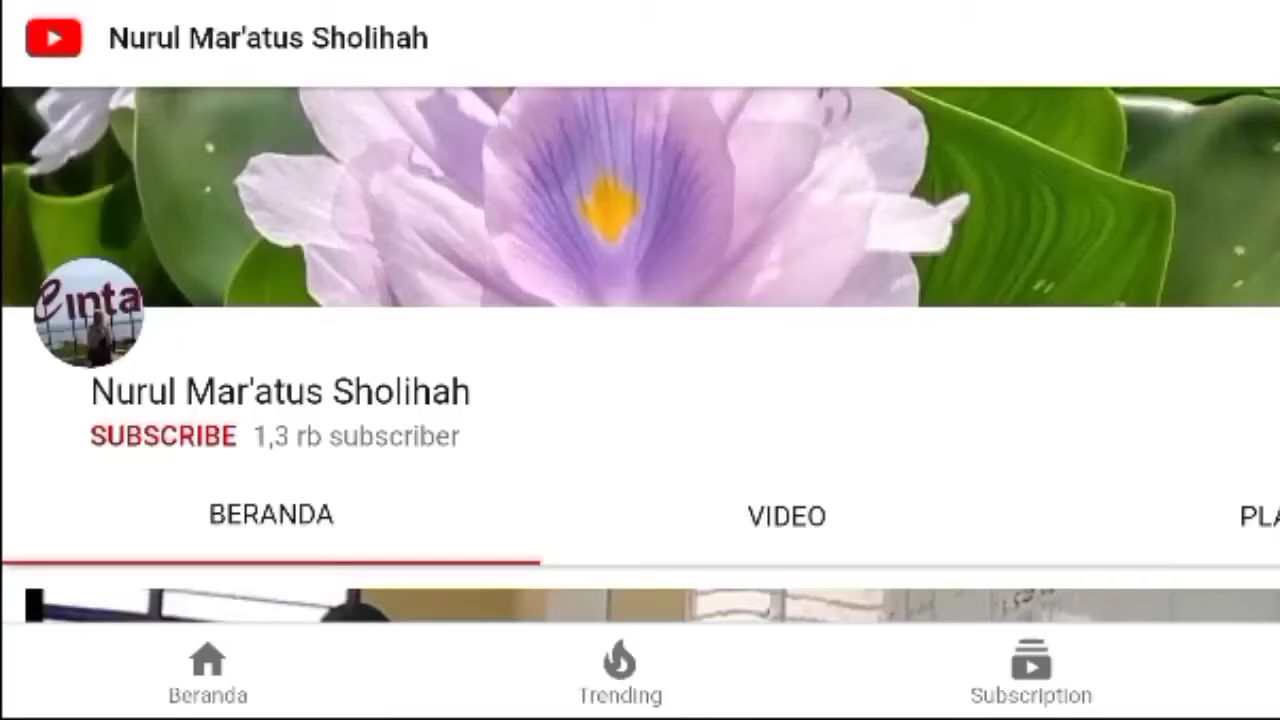 Nurul Mar'atus Sholihah
Cinta
Nurul Mar'atus Sholihah
SUBSCRIBE 1,3 rb subscriber
BERANDA VIDEO PLA
Beranda Trending Subscription